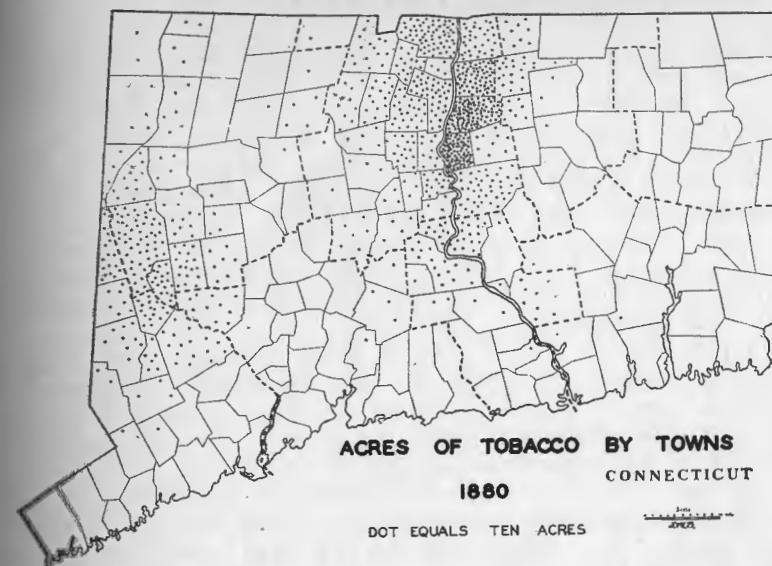 ACRES OF TOBACCO BY TOWNS
CONNECTICUT
1880
DOT EQUALS TEN ACRES